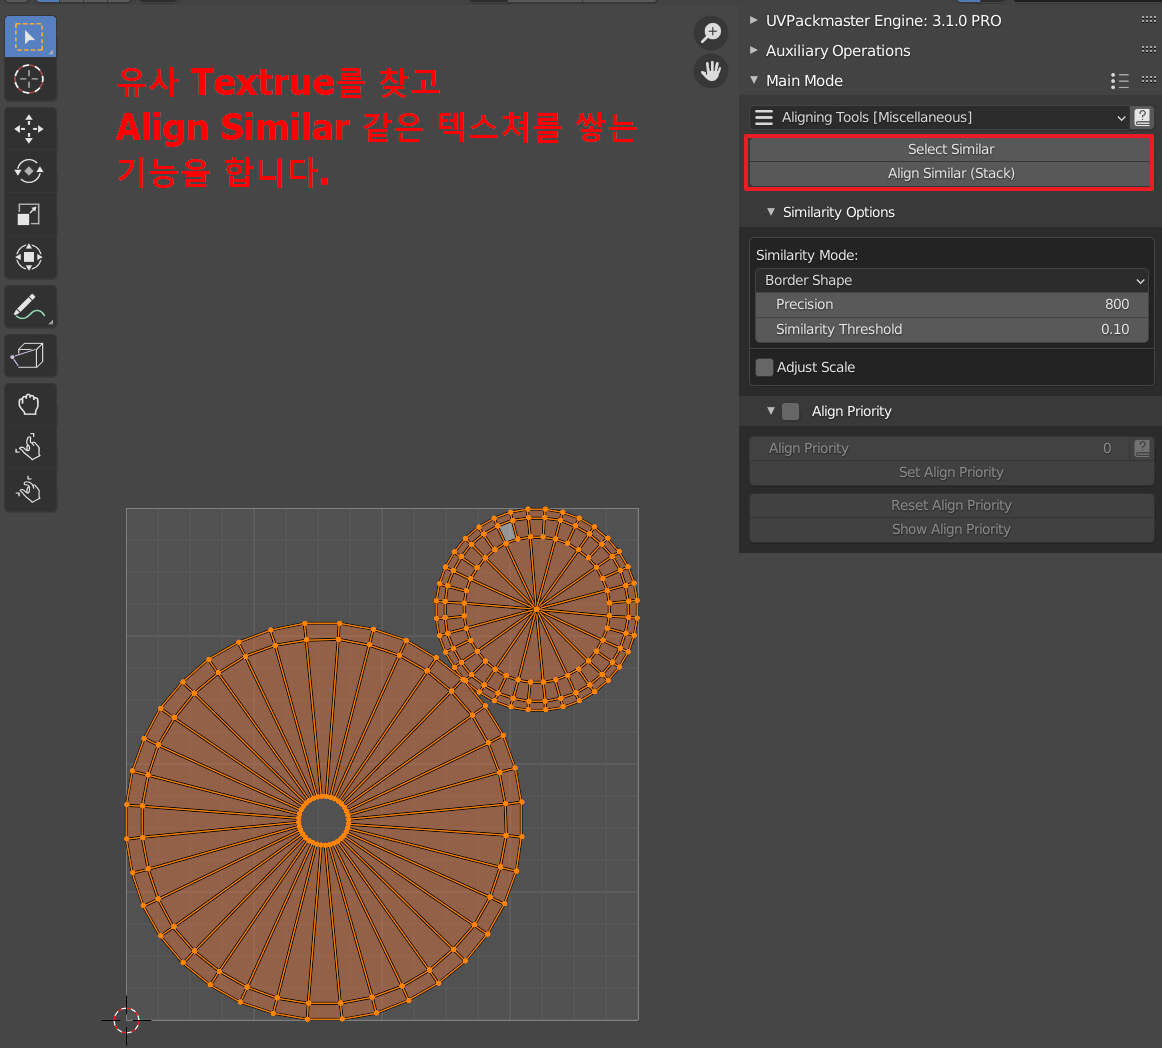 유사 Textrue를 찾고
Align Similar 같은 텍스쳐를 쌓는
기능을 합니다.
UVPackmaster Engine: 3.1.0 PRO
Auxiliary Operations
Main Mode
Aligning Tools [Miscellaneous]
Select Similar
Align Similar (Stack)
Similarity Options
Similarity Mode:
Border Shape
Precision 800
Similarity Threshold 0.10
Adjust Scale
Align Priority
Align Priority 0
Set Align Priority
Reset Align Priority
Show Align Priority